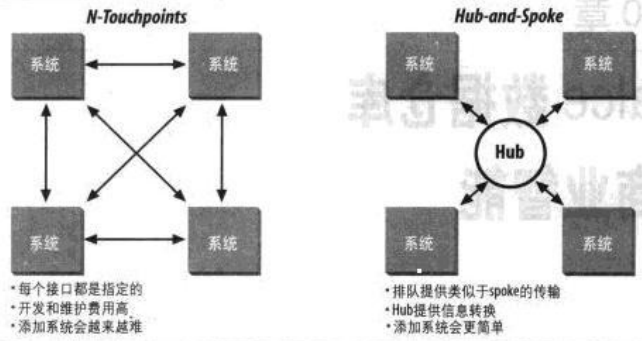 N-Touchpoints
系统
系统
系统
系统
• 每个接口都是指定的
• 开发和维护费用高
• 添加系统会越来越难
Hub-and-Spoke
系统
系统
Hub
系统
系统
• 排队提供类似于spoke的传输
• Hub提供信息转换
• 添加系统会更简单